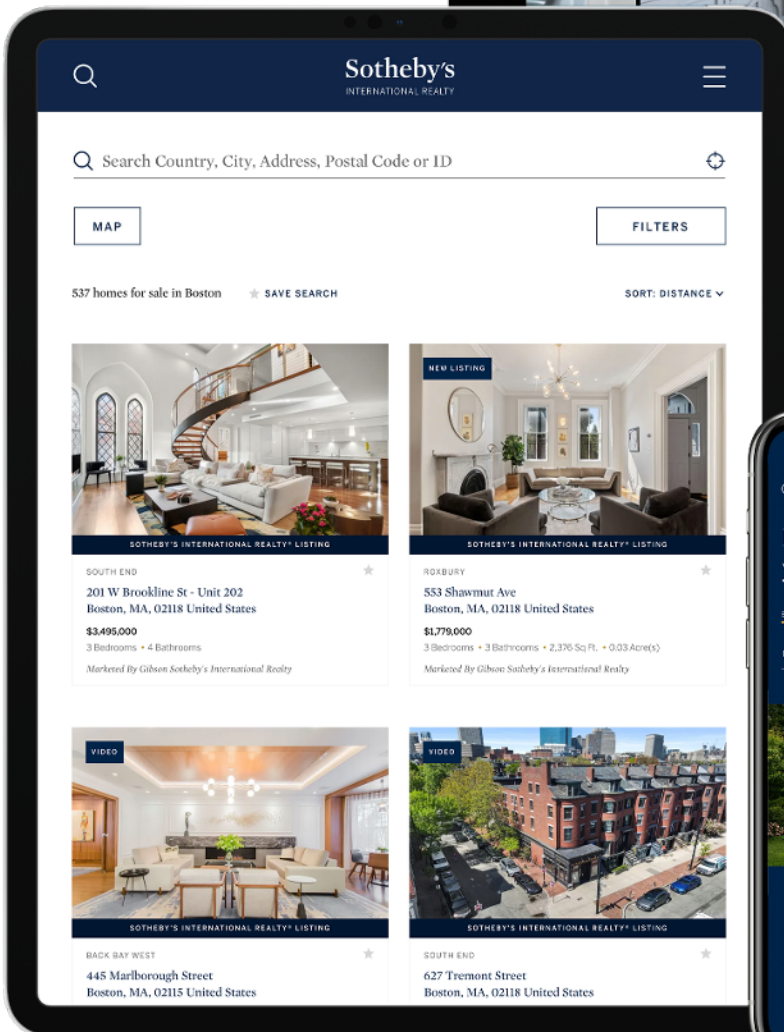 Sotheby's
INTERNATIONAL REALTY
Search Country, City, Address, Postal Code or ID
MAP
FILTERS
537 homes for sale in Boston
SAVE SEARCH
SORT: DISTANCE
NEW LISTING
SOTHEBY'S INTERNATIONAL REALTY® LISTING
SOTHEBY'S INTERNATIONAL REALTY® LISTING
SOUTH END
201 W Brookline St - Unit 202
Boston, MA, 02118 United States
$3,495,000
3 Bedrooms • 4 Bathrooms
Marketed By Gibson Sotheby's International Realty
ROXBURY
553 Shawmut Ave
Boston, MA, 02118 United States
$1,779,000
3 Bedrooms • 3 Bathrooms • 2,376 Sq Ft. • 0.03 Acre(s)
Marketed By Gibson Sotheby's International Realty
VIDEO
VIDEO
SOTHEBY'S INTERNATIONAL REALTY® LISTING
SOTHEBY'S INTERNATIONAL REALTY® LISTING
BACK BAY WEST
445 Marlborough Street
Boston, MA, 02115 United States
SOUTH END
627 Tremont Street
Boston, MA, 02118 United States